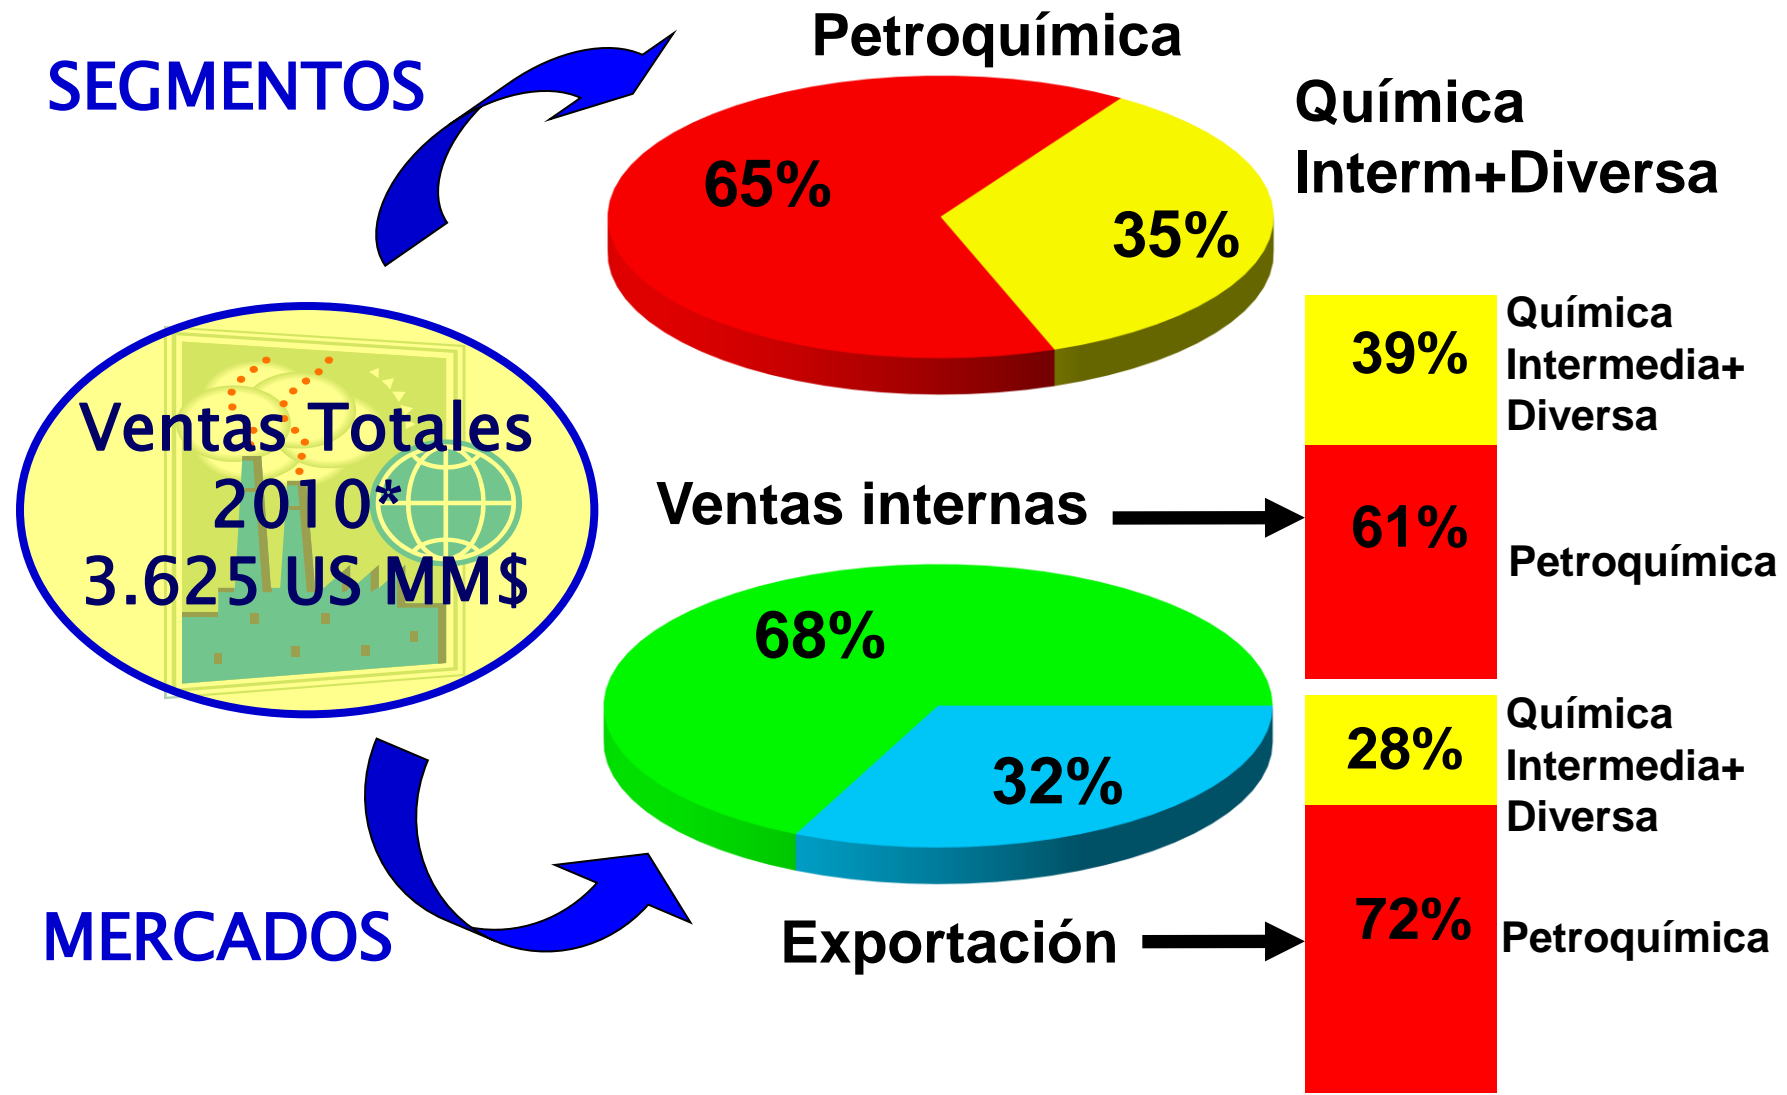 SEGMENTOS
Petroquímica
Química
Interm+Diversa
65%
35%
Ventas Totales
2010*
3.625 US MM$
Ventas internas
39%
Química
Intermedia+
Diversa
61%
Petroquímica
68%
32%
MERCADOS
Exportación
28%
Química
Intermedia+
Diversa
72%
Petroquímica